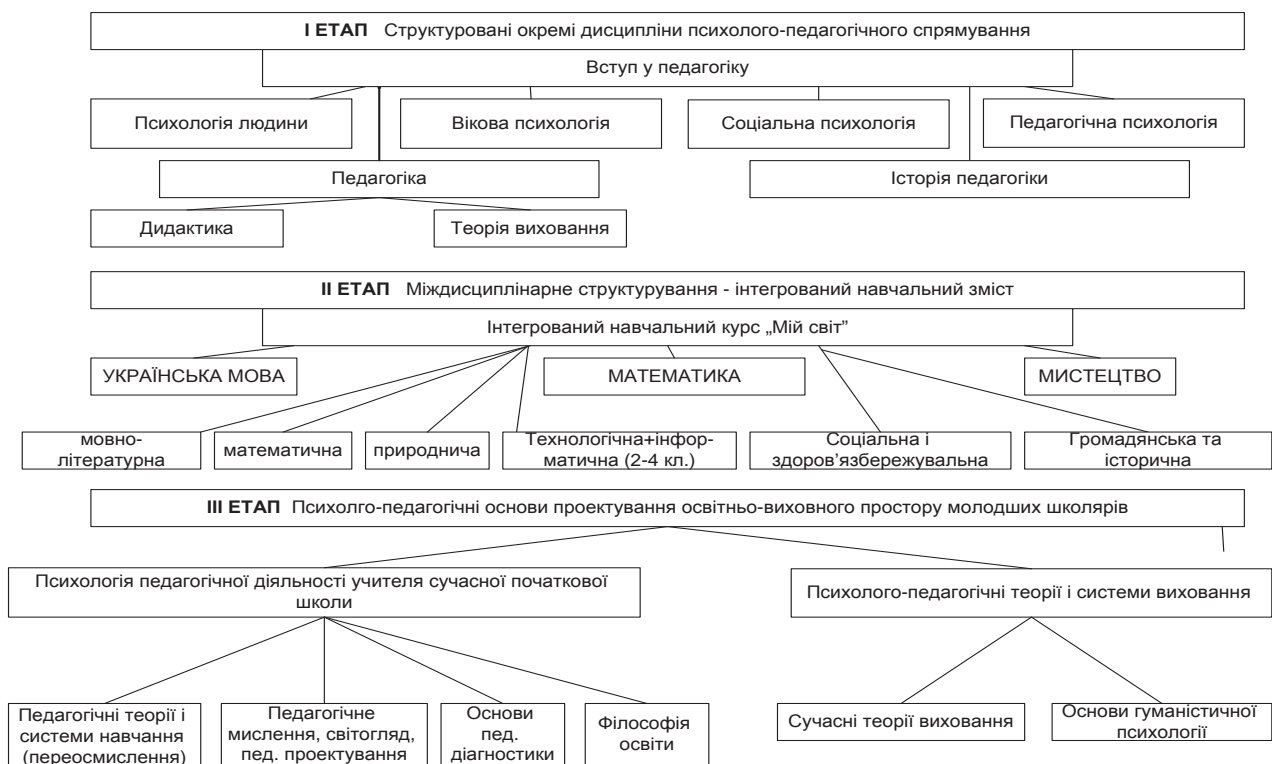 І ЕТАП Структуровані окремі дисципліни психолого-педагогічного спрямування
Вступ у педагогіку
Психологія людини
Вікова психологія
Соціальна психологія
Педагогічна психологія
Педагогіка
Історія педагогіки
Дидактика
Теорія виховання
ІІ ЕТАП Міждисциплінарне структурування - інтегрований навчальний зміст
Інтегрований навчальний курс „Мій світ”
УКРАЇНСЬКА МОВА
МАТЕМАТИКА
МИСТЕЦТВО
мовно-
літературна
математична
природнича
Технологічна+інфор-
матична (2-4 кл.)
Соціальна і
здоров’язбережувальна
Громадянська та
історична
ІІІ ЕТАП Психолго-педагогічні основи проектування освітньо-виховного простору молодших школярів
Психологія педагогічної діяльності учителя сучасної початкової
школи
Психолого-педагогічні теорії і системи виховання
Педагогічні теорії і
системи навчання
(переосмислення)
Педагогічне
мислення, світогляд,
пед. проектування
Основи
пед.
діагностики
Філософія
освіти
Сучасні теорії виховання
Основи гуманістичної
психології